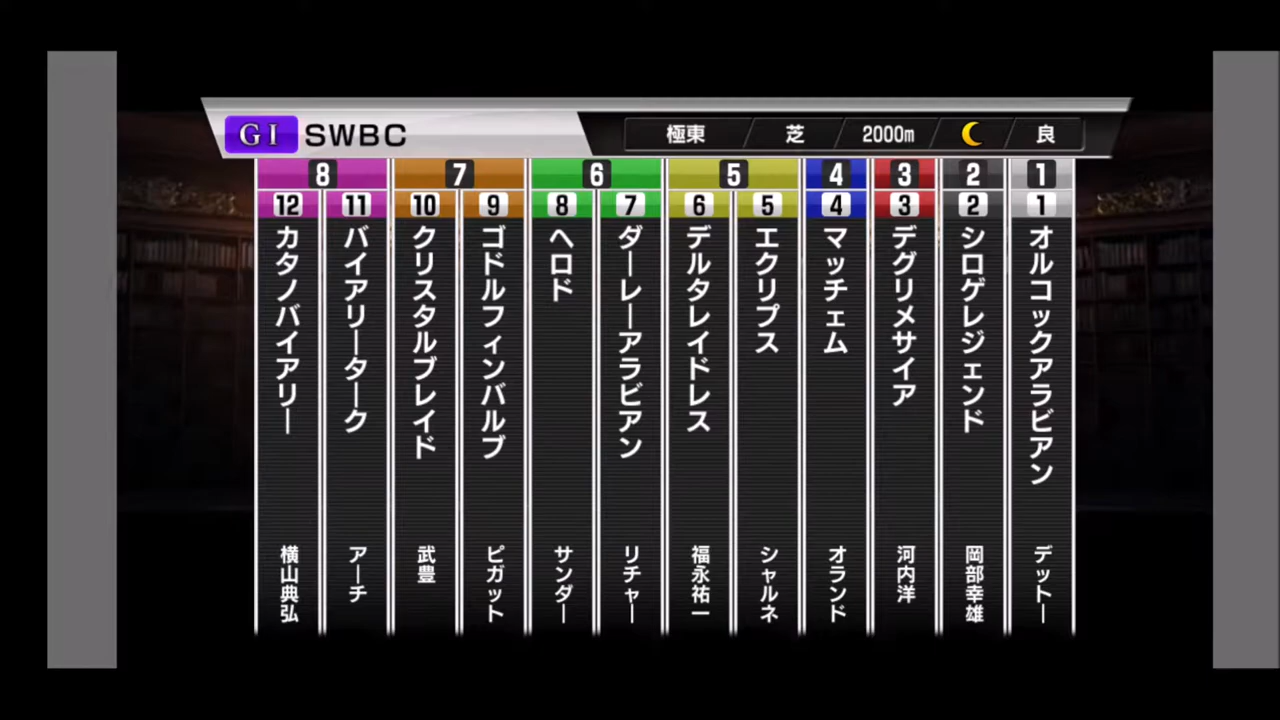 GI SWBC
極東 芝 2000m 良
1 1 オルコックアラビアン デットー
2 2 シロゲレジェンド 岡部幸雄
3 3 デグリメサイア 河内洋
4 4 マッチェム オランド
5 5 エクリプス シャルネ
6 デルタレイドレス 福永祐一
6 7 ダーレーアラビアン リチャー
8 ヘロド サンダー
7 9 ゴドルフィンバルブ ピガット
10 クリスタルブレイド 武豊
8 11 バイアリーターク アーチ
12 カタノバイアリー 横山典弘